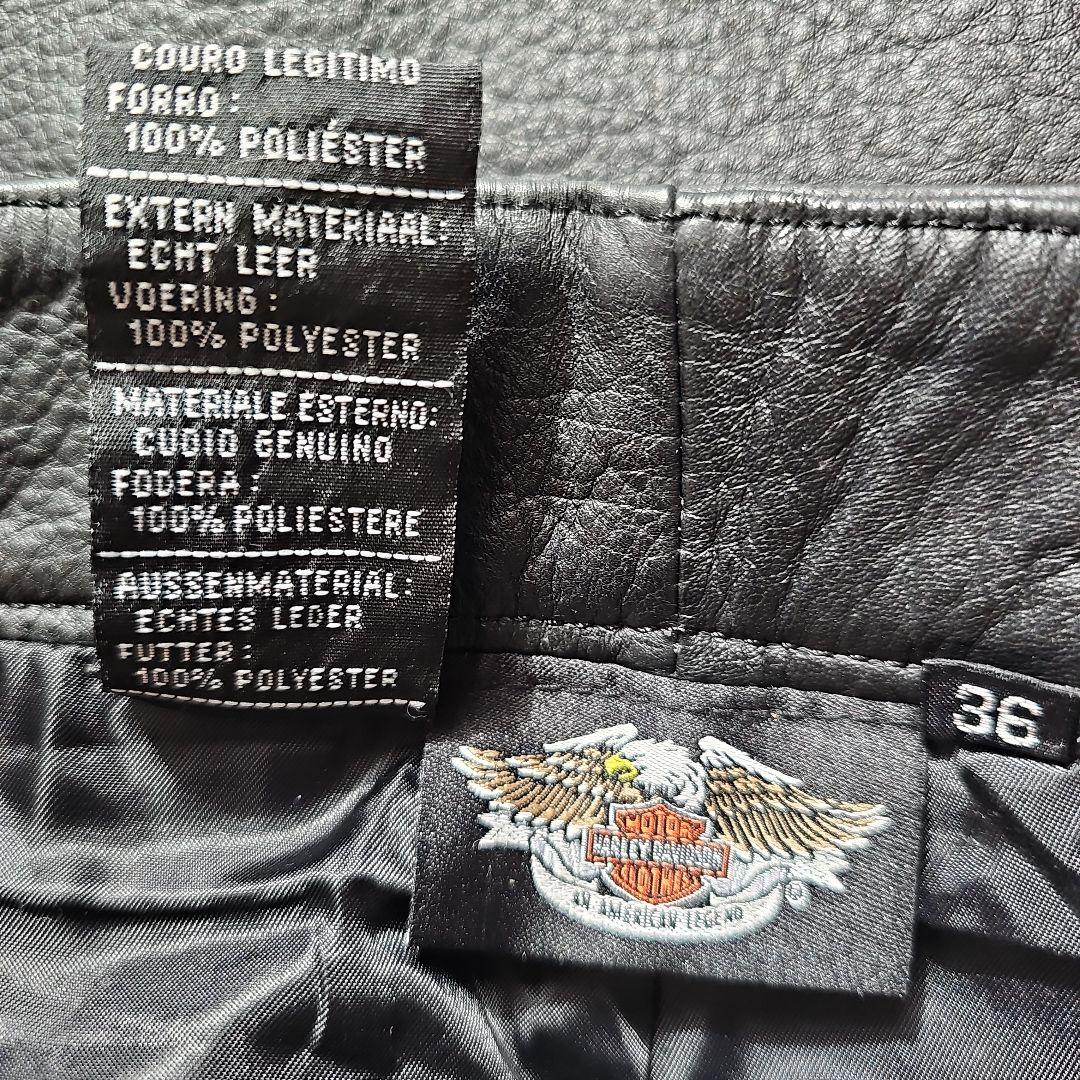 COURO LEGITIMO
FORRO:
100% POLIÉSTER
EXTERN MATERIAAL:
ECHT LEER
VOERING:
100% POLYESTER
MATERIALE ESTERNO:
CUOIO GENUINO
FODERA:
100% POLIESTERE
AUSSENMATERIAL:
ECHTES LEDER
FUTTER:
100% POLYESTER
36
MOTOR
HARLEY-DAVIDSON
CLOTHES
®
AN AMERICAN LEGEND